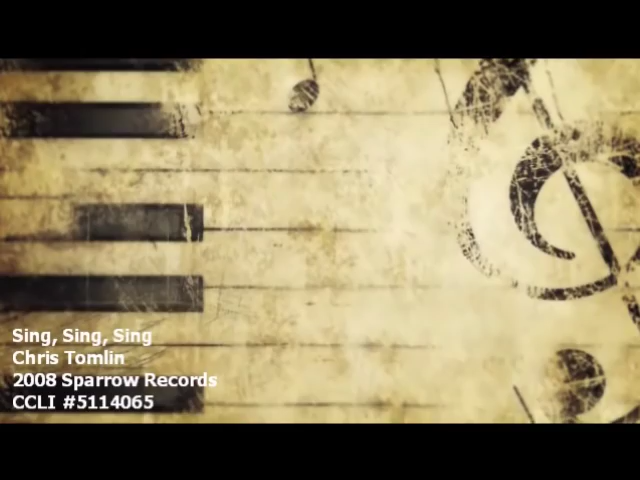 Sing, Sing, Sing
Chris Tomlin
2008 Sparrow Records
CCLI #5114065